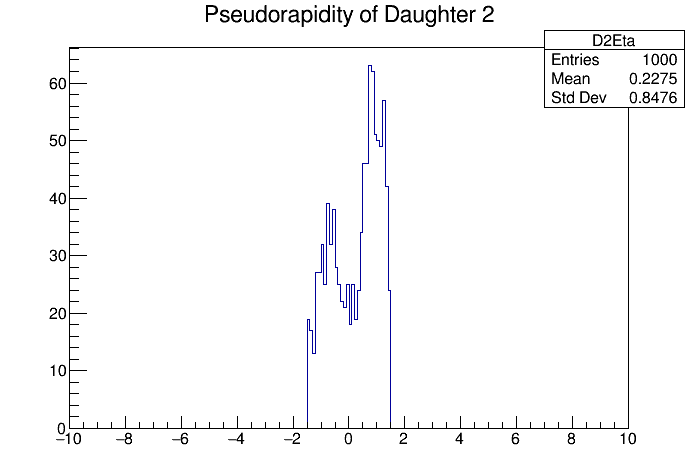 Pseudorapidity of Daughter 2
D2Eta
Entries 1000
Mean 0.2275
Std Dev 0.8476
60
50
40
30
20
10
0
−10 −8 −6 −4 −2 0 2 4 6 8 10